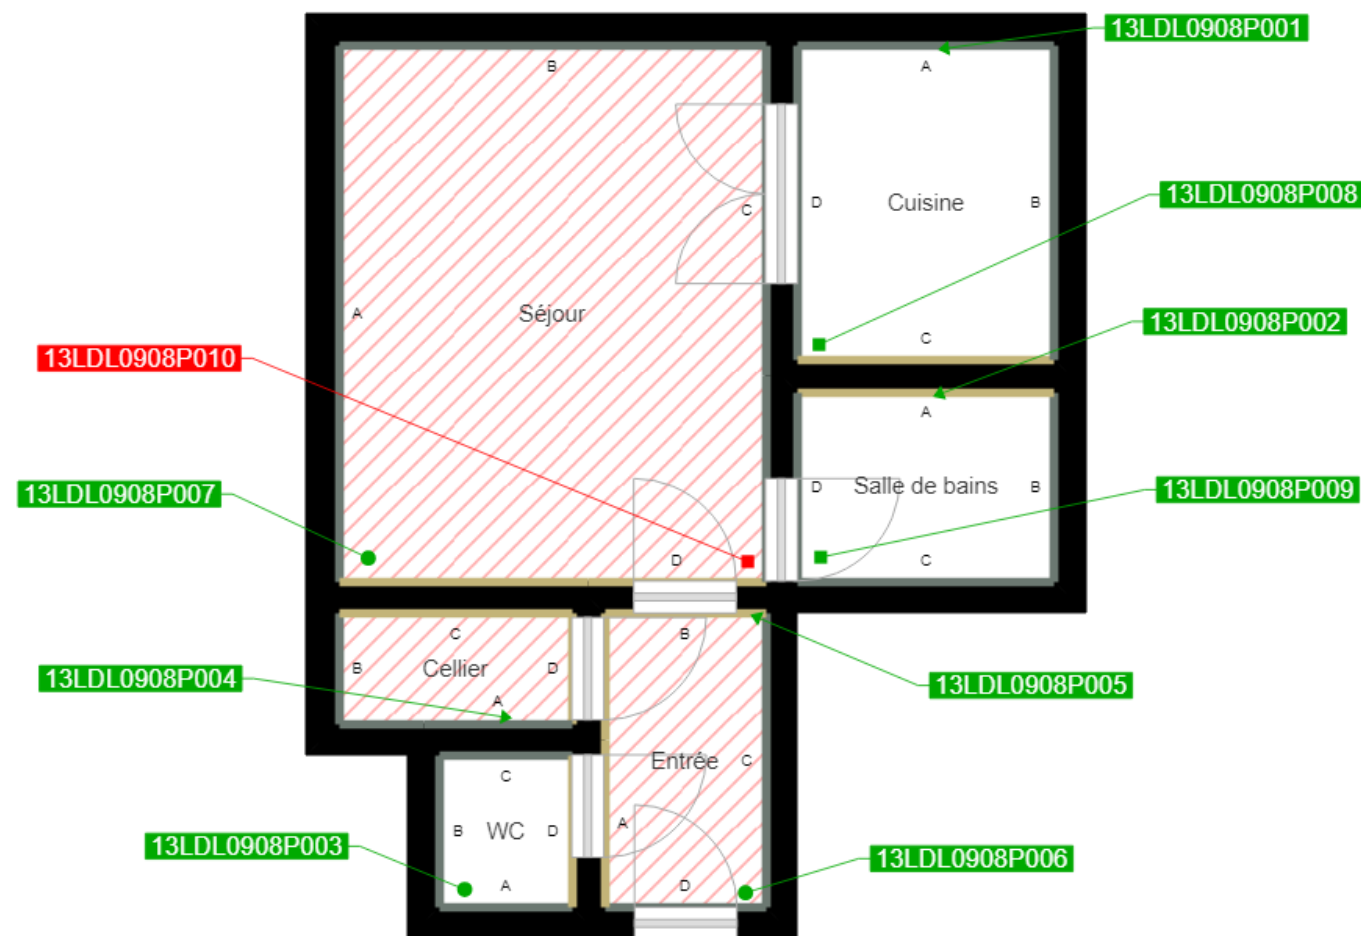 13LDL0908P001
B
A
Cuisine
D
B
13LDL0908P008
C
Séjour
A
13LDL0908P002
C
13LDL0908P010
A
Salle de bains
D
B
13LDL0908P009
13LDL0908P007
D
C
C
B
Cellier
B
D
13LDL0908P004
A
13LDL0908P005
Entrée
C
C
WC
B
D
A
13LDL0908P003
13LDL0908P006
A
D